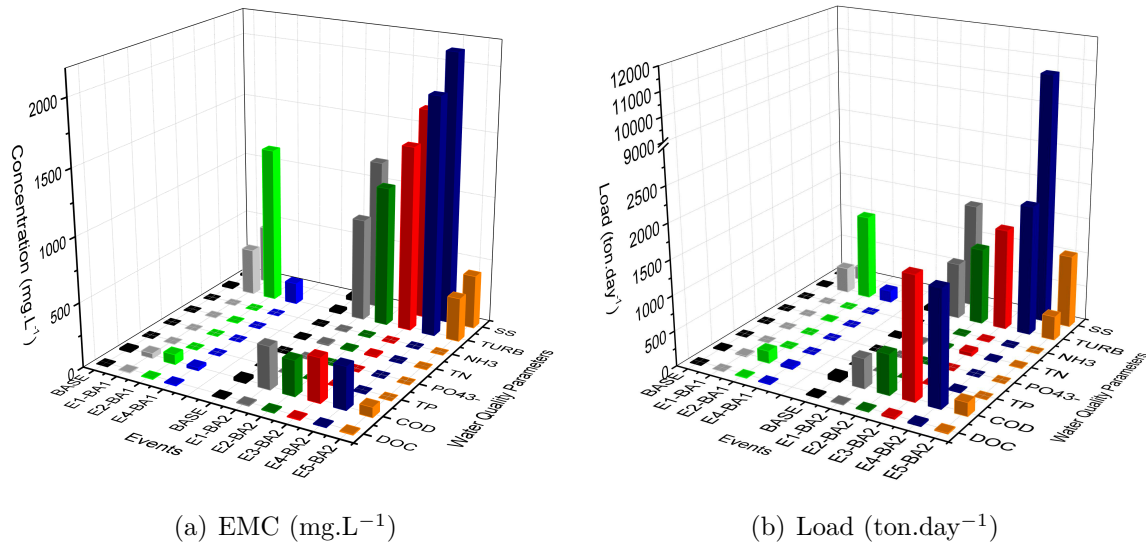 2000
1500
1000
500
0
Concentration (mg.L-1)
BASE
E1-BA1
E2-BA1
E4-BA1
BASE
E1-BA2
E2-BA2
E3-BA2
E4-BA2
E5-BA2
Events
SS
TURB
NH3
TN
PO43-
TP
COD
DOC
Water Quality Parameters
(a) EMC (mg.L−1)
12000
11000
10000
9000
2500
2000
1500
1000
500
0
Load (ton.day-1)
BASE
E1-BA1
E2-BA1
E4-BA1
BASE
E1-BA2
E2-BA2
E3-BA2
E4-BA2
E5-BA2
Events
SS
TURB
NH3
TN
PO43-
TP
COD
DOC
Water Quality Parameters
(b) Load (ton.day−1)